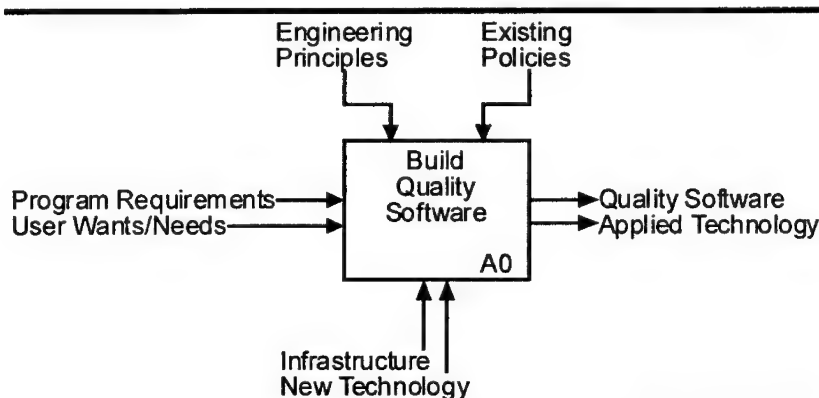 Engineering
Principles
Existing
Policies
Build
Quality
Software
A0
Program Requirements
User Wants/Needs
Quality Software
Applied Technology
Infrastructure
New Technology